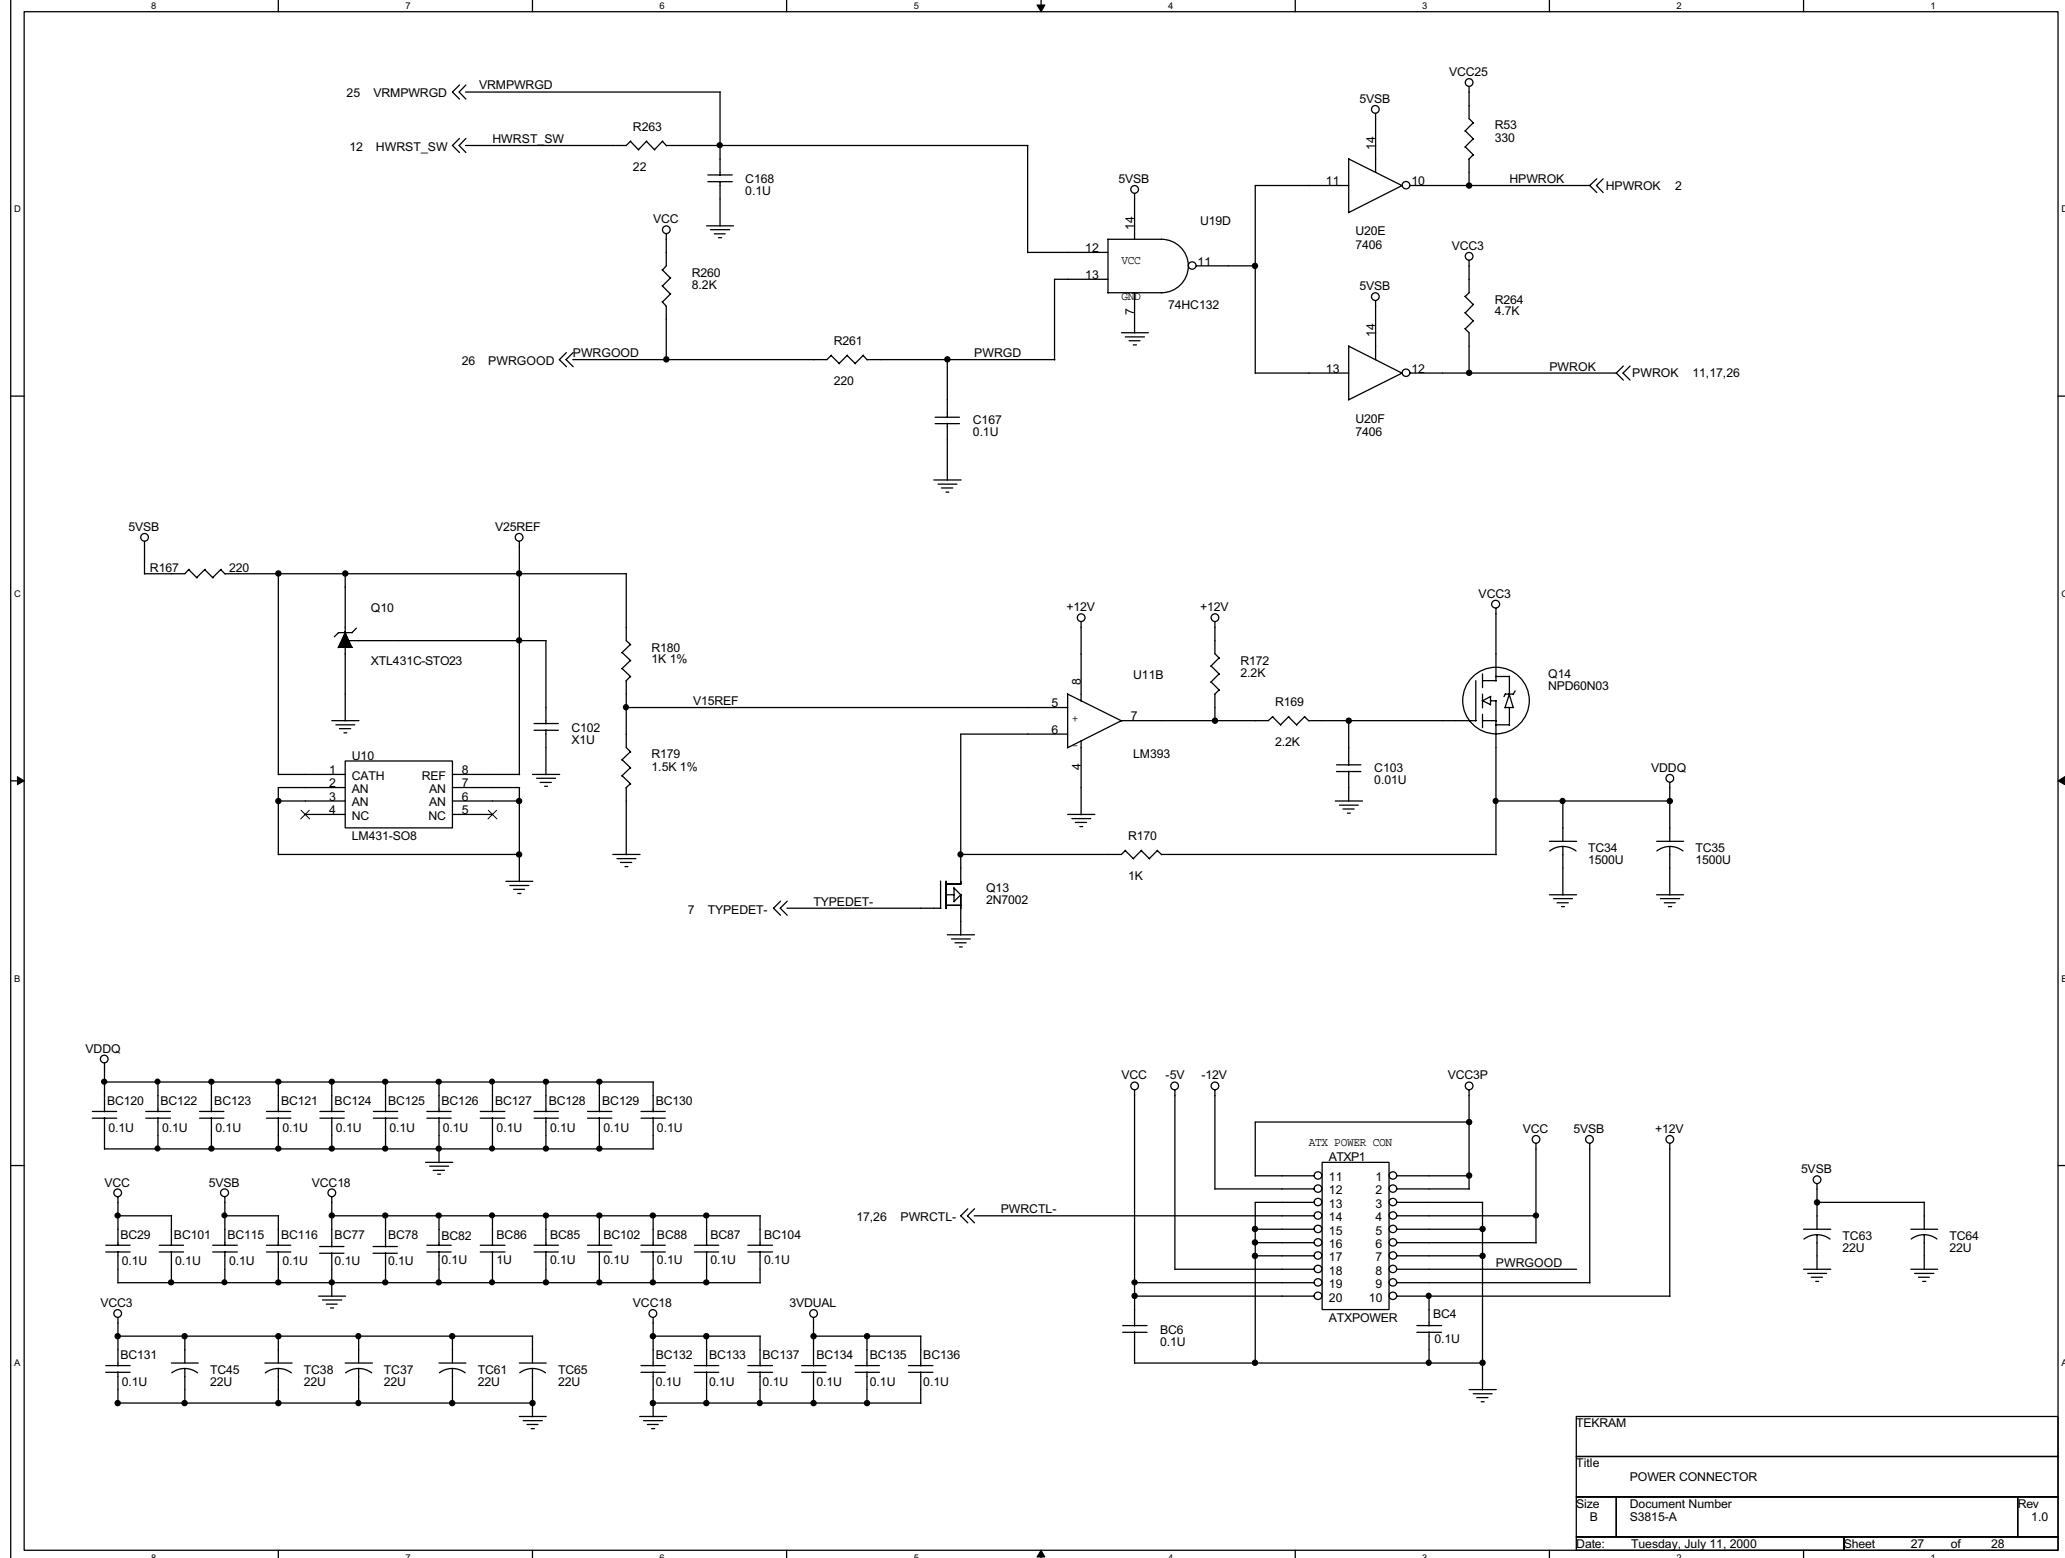 8 7 6 5 4 3 2 1
D
C
B
A
25 VRMPWRGD VRMPWRGD
12 HWRST_SW HWRST_SW
R263
22
C168
0.1U
VCC
R260
8.2K
26 PWRGOOD PWRGOOD
R261
220
PWRGD
C167
0.1U
5VSB
14
U19D
12
13
VCC
GND
11
7
74HC132
5VSB
14
11
10
U20E
7406
VCC25
R53
330
HPWROK
HPWROK 2
5VSB
14
13
12
U20F
7406
VCC3
R264
4.7K
PWROK
PWROK 11,17,26
5VSB
R167 220
V25REF
Q10
XTL431C-STO23
C102
X1U
U10
1 CATH REF 8
2 AN AN 7
3 AN AN 6
4 NC NC 5
LM431-SO8
R180
1K 1%
V15REF
R179
1.5K 1%
+12V
8
U11B
5
6
+
-
7
4
LM393
+12V
R172
2.2K
R169
2.2K
C103
0.01U
VCC3
Q14
NPD60N03
VDDQ
TC34
1500U
TC35
1500U
R170
1K
Q13
2N7002
7 TYPEDET- TYPEDET-
VDDQ
BC120 BC122 BC123 BC121 BC124 BC125 BC126 BC127 BC128 BC129 BC130
0.1U 0.1U 0.1U 0.1U 0.1U 0.1U 0.1U 0.1U 0.1U 0.1U 0.1U
VCC 5VSB VCC18
BC29 BC101 BC115 BC116 BC77 BC78 BC82 BC86 BC85 BC102 BC88 BC87 BC104
0.1U 0.1U 0.1U 0.1U 0.1U 0.1U 0.1U 1U 0.1U 0.1U 0.1U 0.1U 0.1U
VCC3 VCC18 3VDUAL
BC131 TC45 TC38 TC37 TC61 TC65
0.1U 22U 22U 22U 22U 22U
BC132 BC133 BC137 BC134 BC135 BC136
0.1U 0.1U 0.1U 0.1U 0.1U 0.1U
VCC -5V -12V VCC3P
VCC 5VSB +12V
ATX POWER CON
ATXP1
11 1
12 2
13 3
14 4
15 5
16 6
17 7
18 8
19 9
20 10
ATXPOWER
17,26 PWRCTL- PWRCTL-
PWRGOOD
BC6
0.1U
BC4
0.1U
5VSB
TC63
22U
TC64
22U
TEKRAM
Title
POWER CONNECTOR
Size
B
Document Number
S3815-A
Rev
1.0
Date: Tuesday, July 11, 2000 Sheet 27 of 28
8 7 6 5 4 3 2 1